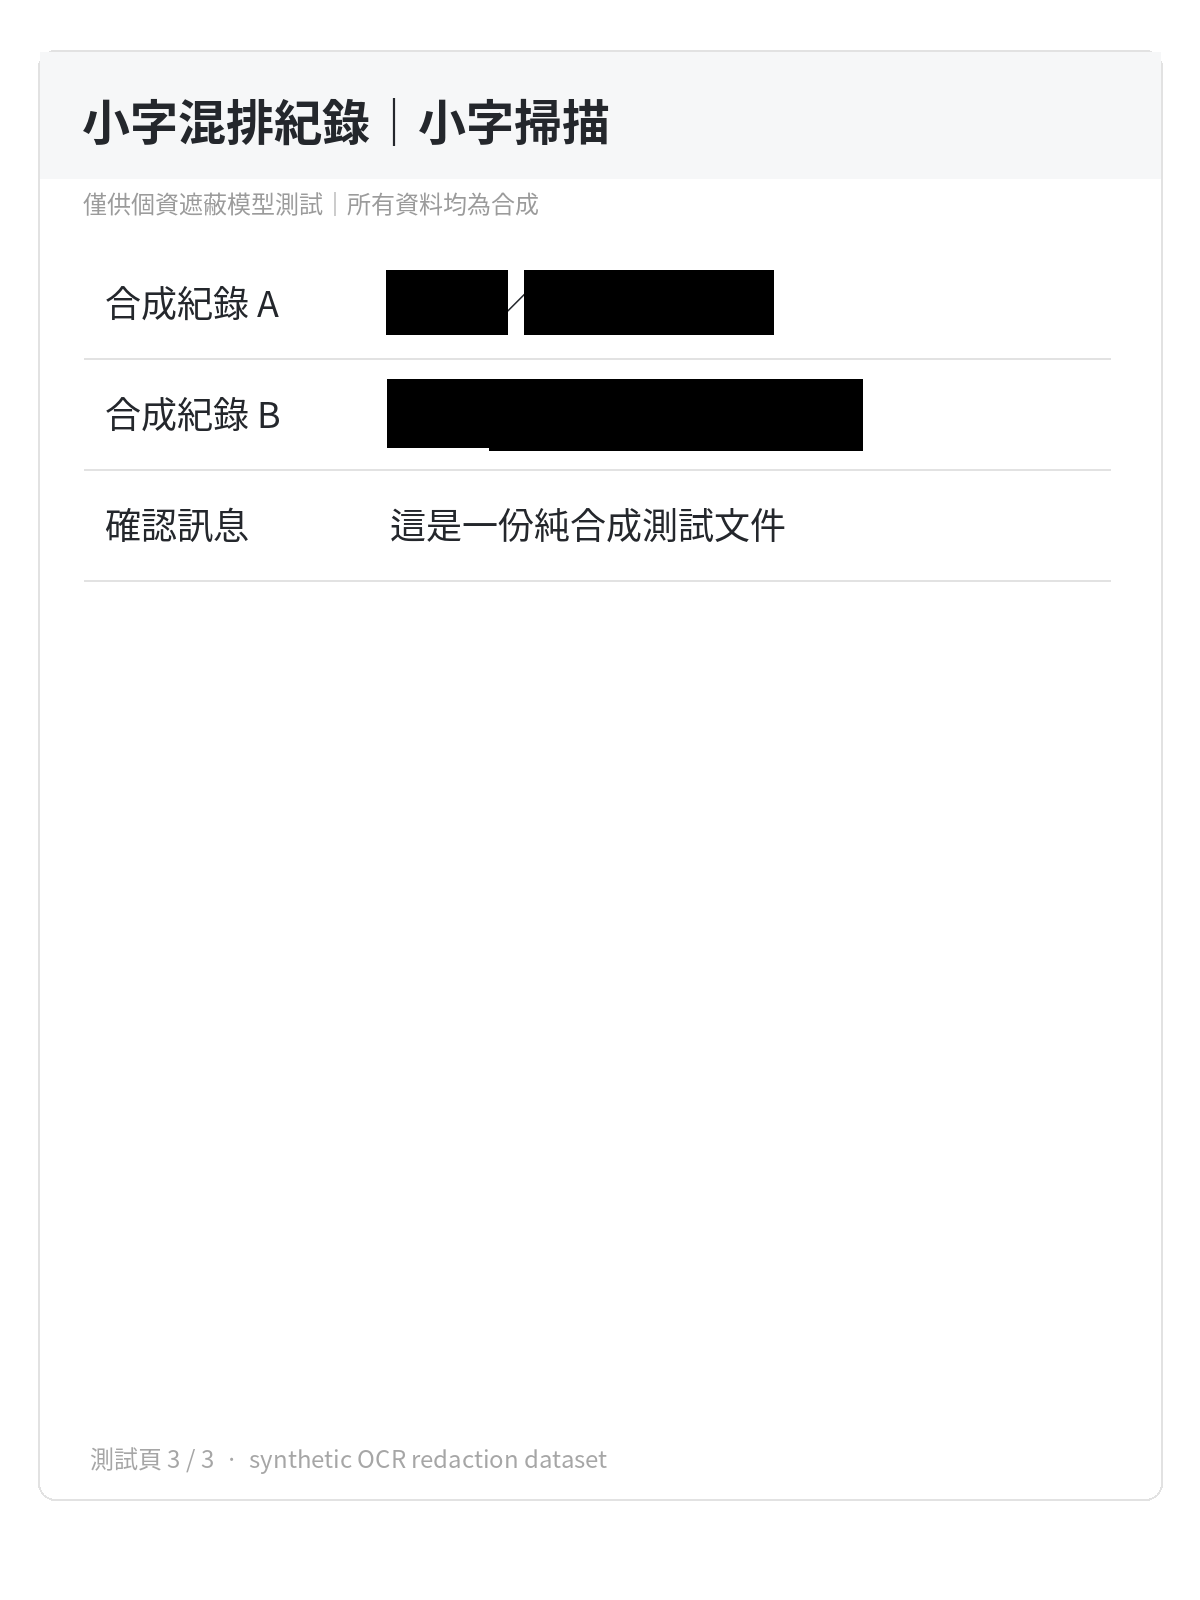 小字混排紀錄｜小字掃描
僅供個資遮蔽模型測試｜所有資料均為合成
合成紀錄 A ／
合成紀錄 B
確認訊息 這是一份純合成測試文件
測試頁 3 / 3 · synthetic OCR redaction dataset